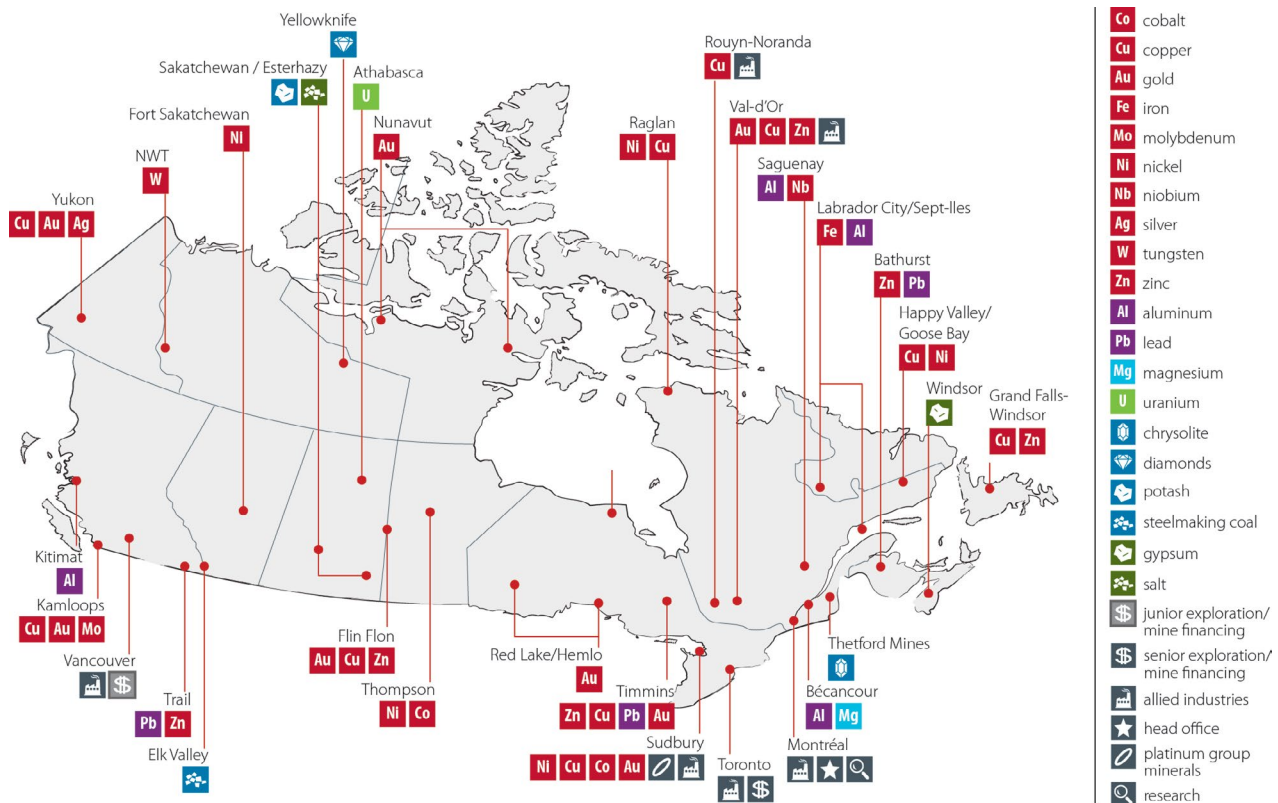 Yellowknife
Sakatchewan / Esterhazy
Athabasca
U
Fort Sakatchewan
NI
Nunavut
Au
NWT
W
Yukon
Cu Au Ag
Rouyn-Noranda
Cu
Val-d'Or
Au Cu Zn
Raglan
Ni Cu
Saguenay
Al Nb
Labrador City/Sept-Iles
Fe Al
Bathurst
Zn Pb
Happy Valley/
Goose Bay
Cu Ni
Windsor
Grand Falls-
Windsor
Cu Zn
Kitimat
Al
Kamloops
Cu Au Mo
Vancouver
$
Trail
Pb Zn
Elk Valley
Flin Flon
Au Cu Zn
Thompson
Ni Co
Red Lake/Hemlo
Au
Timmins
Zn Cu Pb Au
Sudbury
Ni Cu Co Au
Toronto
$
Montréal
Bécancour
Al Mg
Thetford Mines
Co cobalt
Cu copper
Au gold
Fe iron
Mo molybdenum
Ni nickel
Nb niobium
Ag silver
W tungsten
Zn zinc
Al aluminum
Pb lead
Mg magnesium
U uranium
chrysolite
diamonds
potash
steelmaking coal
gypsum
salt
$ junior exploration/
mine financing
$ senior exploration/
mine financing
allied industries
head office
platinum group
minerals
research